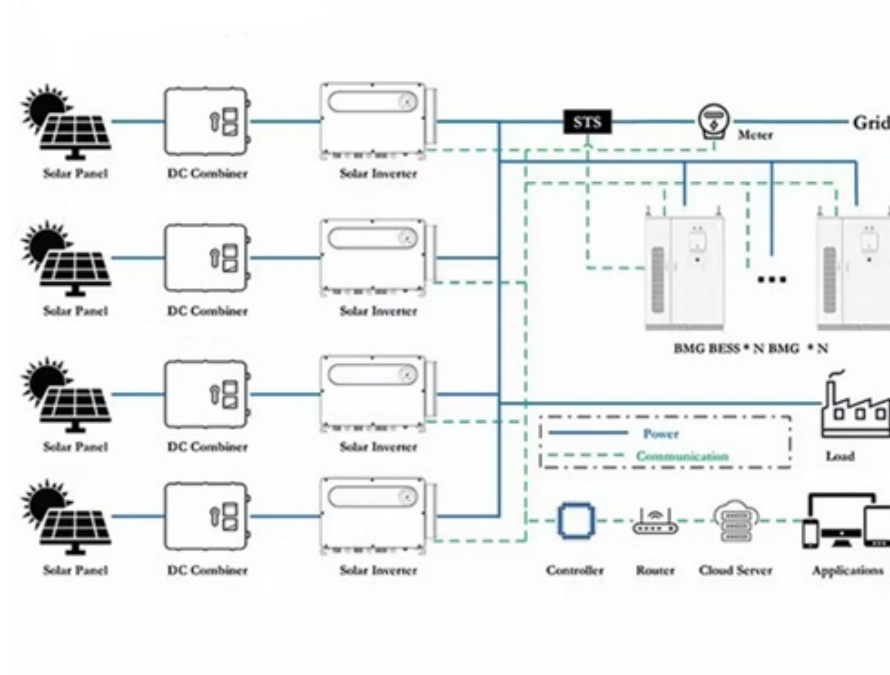 STS
Meter
Grid
Solar Panel
DC Combiner
Solar Inverter
Solar Panel
DC Combiner
Solar Inverter
BMG BESS * N BMG * N
Solar Panel
DC Combiner
Solar Inverter
Power
Communication
Load
Solar Panel
DC Combiner
Solar Inverter
Controller
Router
Cloud Server
Applications